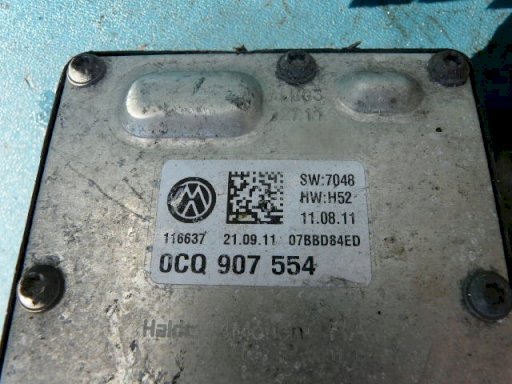 SW:7048
HW:H52
11.08.11
116637 21.09.11 07BBD84ED
0CQ 907 554